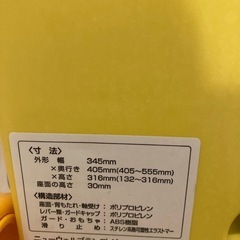 〈寸　法〉
外形　幅　345mm
×奥行き　405mm(405〜555mm)
×高さ　316mm(132〜316mm)
座面の高さ　30mm
〈構造部材〉
座面・背もたれ・軸受け：ポリプロピレン
レバー類・ガードキャップ：ポリプロピレン
ガード・おもちゃ：ABS樹脂
滑り止め：スチレン系熱可塑性エラストマー